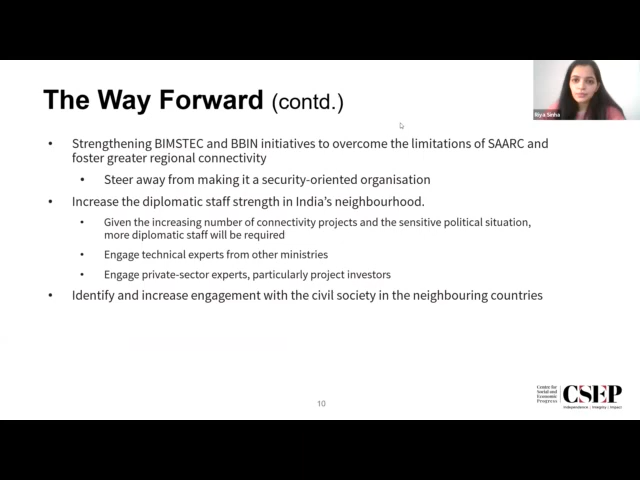 The Way Forward (contd.)
Riya Sinha
• Strengthening BIMSTEC and BBIN initiatives to overcome the limitations of SAARC and
foster greater regional connectivity
• Steer away from making it a security-oriented organisation
• Increase the diplomatic staff strength in India's neighbourhood.
• Given the increasing number of connectivity projects and the sensitive political situation,
more diplomatic staff will be required
• Engage technical experts from other ministries
• Engage private-sector experts, particularly project investors
• Identify and increase engagement with the civil society in the neighbouring countries
10
Centre for
Social and
Economic
Progress
CSEP
Independence | Integrity | Impact